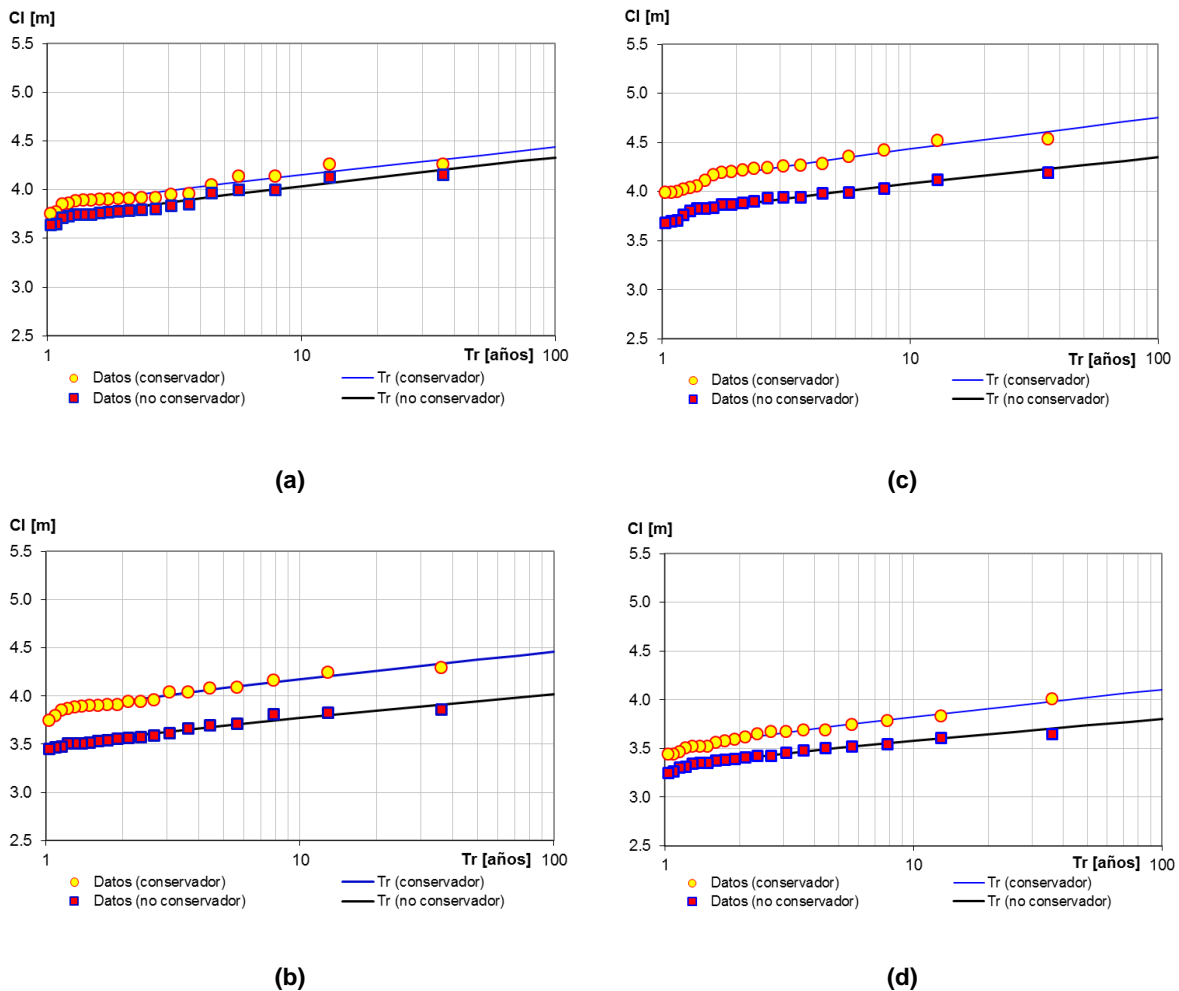 CI [m]
5.5
5.0
4.5
4.0
3.5
3.0
2.5
1
10
100
Tr [años]
Datos (conservador)
Tr (conservador)
Datos (no conservador)
Tr (no conservador)
(a)
CI [m]
5.5
5.0
4.5
4.0
3.5
3.0
2.5
1
10
100
Tr [años]
Datos (conservador)
Tr (conservador)
Datos (no conservador)
Tr (no conservador)
(c)
CI [m]
5.5
5.0
4.5
4.0
3.5
3.0
2.5
1
10
100
Tr [años]
Datos (conservador)
Tr (conservador)
Datos (no conservador)
Tr (no conservador)
(b)
CI [m]
5.5
5.0
4.5
4.0
3.5
3.0
2.5
1
10
100
Tr [años]
Datos (conservador)
Tr (conservador)
Datos (no conservador)
Tr (no conservador)
(d)